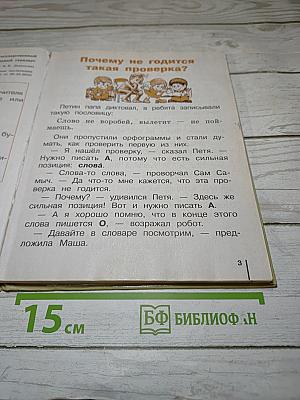 Почему не годится
такая проверка?
Петин папа диктовал, а ребята записывали
такую пословицу:
Слово не воробей, вылетит — не пой-
маешь.
Они пропустили орфограммы и стали ду-
мать, как проверить первую из них.
— Я нашёл проверку, — сказал Петя. —
Нужно писать А, потому что есть сильная
позиция: слова́.
— Слова-то слова, — проворчал Сам Са-
мыч. — Да что-то мне кажется, что эта про-
верка не годится.
— Почему? — удивился Петя. — Здесь же
сильная позиция! Вот и нужно писать А.
— А я хорошо помню, что в конце этого
слова пишется О, — возражал робот.
— Давайте в словаре посмотрим, — пред-
ложила Маша.
3
15 см
БФ БИБЛИОФ
Н